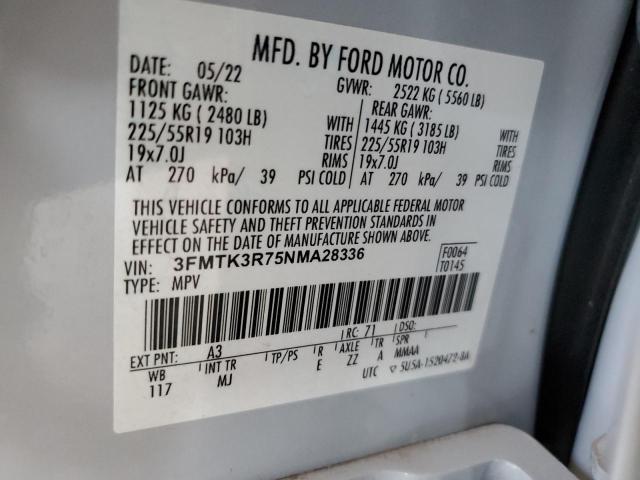 MFD. BY FORD MOTOR CO.
DATE: 05/22 GVWR: 2522 KG ( 5560 LB)
FRONT GAWR: REAR GAWR:
1125 KG ( 2480 LB) WITH 1445 KG ( 3185 LB) WITH
225/55R19 103H TIRES 225/55R19 103H TIRES
19x7.0J RIMS 19x7.0J RIMS
AT 270 kPa/ 39 PSI COLD AT 270 kPa/ 39 PSI COLD
THIS VEHICLE CONFORMS TO ALL APPLICABLE FEDERAL MOTOR
VEHICLE SAFETY AND THEFT PREVENTION STANDARDS IN
EFFECT ON THE DATE OF MANUFACTURE SHOWN ABOVE.
VIN: 3FMTK3R75NMA28336 F0064
TYPE: MPV T0145
EXT PNT: A3 RC: 71 DSO:
WB INT TR TP/PS R AXLE TR SPR
117 MJ E ZZ A MMAA
UTC 5U5A-1520472-BA